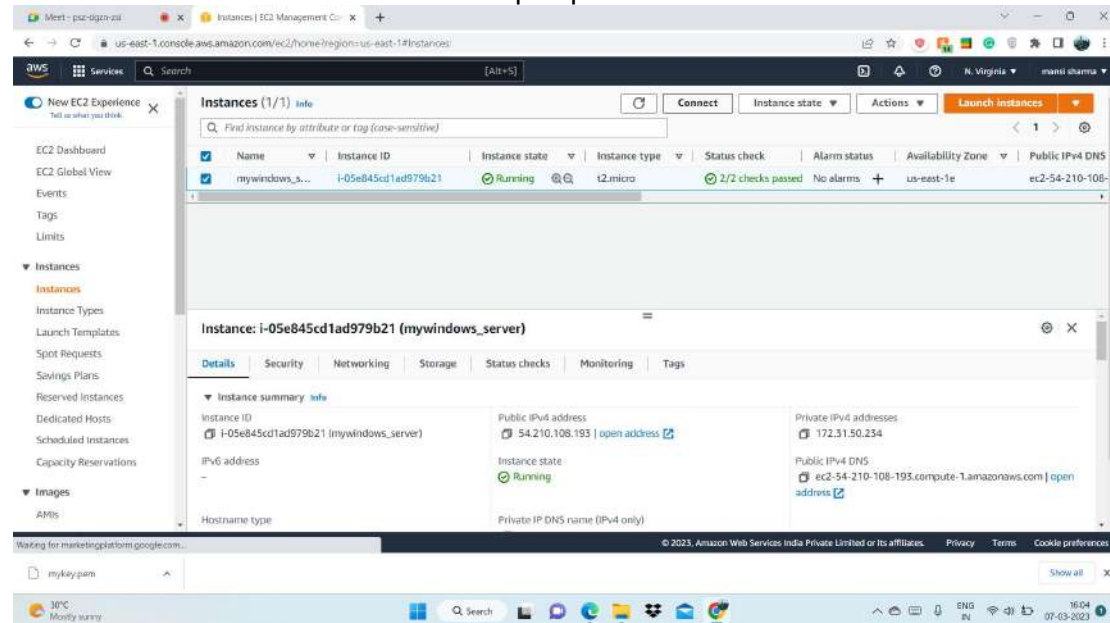 Meet - psz-dgzn-zsi
Instances | EC2 Management Co
us-east-1.console.aws.amazon.com/ec2/home?region=us-east-1#Instances:
aws Services Search [Alt+S] N. Virginia mansi sharma
New EC2 Experience
Tell us what you think
Instances (1/1) Info Connect Instance state Actions Launch instances
Find instance by attribute or tag (case-sensitive) 1
Name Instance ID Instance state Instance type Status check Alarm status Availability Zone Public IPv4 DNS
mywindows_s... i-05e845cd1ad979b21 Running t2.micro 2/2 checks passed No alarms + us-east-1e ec2-54-210-108-
EC2 Dashboard
EC2 Global View
Events
Tags
Limits
Instances
Instances
Instance Types
Launch Templates
Spot Requests
Savings Plans
Reserved Instances
Dedicated Hosts
Scheduled Instances
Capacity Reservations
Images
AMIs
Instance: i-05e845cd1ad979b21 (mywindows_server)
Details Security Networking Storage Status checks Monitoring Tags
Instance summary Info
Instance ID
i-05e845cd1ad979b21 (mywindows_server)
Public IPv4 address
54.210.108.193 | open address
Private IPv4 addresses
172.31.50.234
IPv6 address
–
Instance state
Running
Public IPv4 DNS
ec2-54-210-108-193.compute-1.amazonaws.com | open
address
Hostname type
Private IP DNS name (IPv4 only)
Waiting for marketingplatform.google.com...
© 2023, Amazon Web Services India Private Limited or its affiliates. Privacy Terms Cookie preferences
mykey.pem Show all
30°C
Mostly sunny
Search
ENG
IN
16:04
07-03-2023